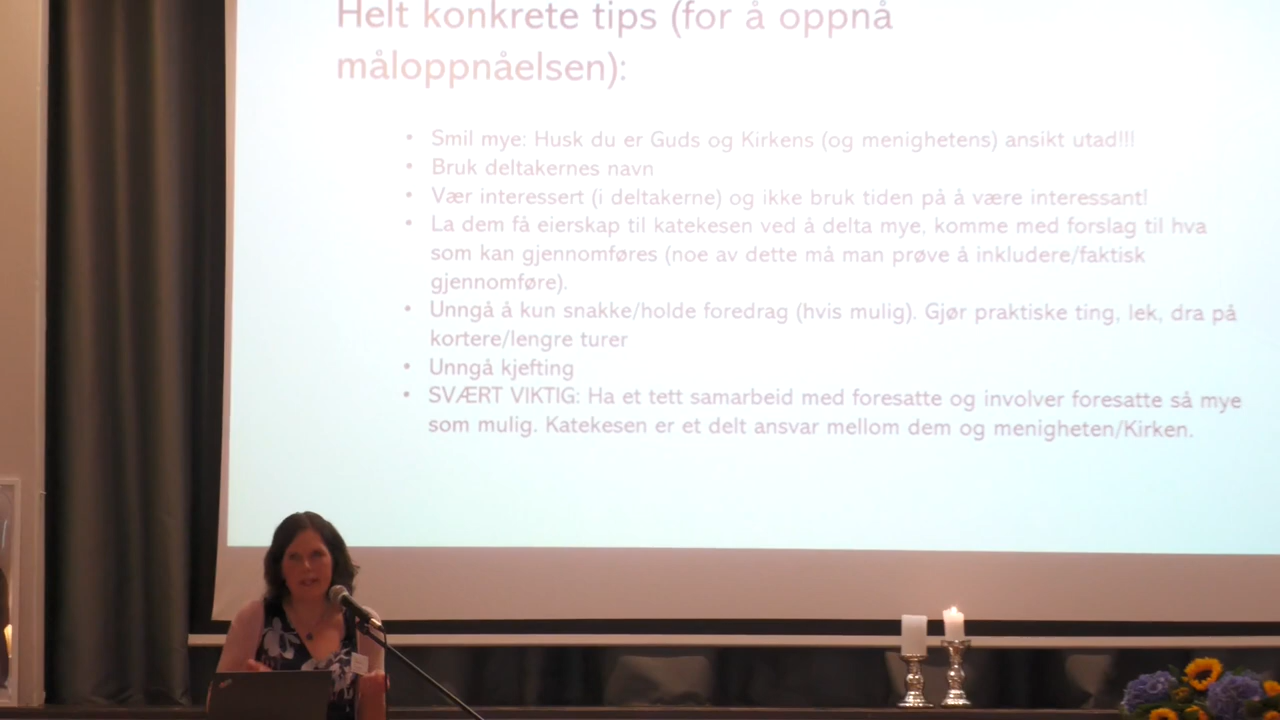 Helt konkrete tips (for å oppnå
måloppnåelsen):
• Smil mye: Husk du er Guds og Kirkens (og menighetens) ansikt utad!!!
• Bruk deltakernes navn
• Vær interessert (i deltakerne) og ikke bruk tiden på å være interessant!
• La dem få eierskap til katekesen ved å delta mye, komme med forslag til hva
som kan gjennomføres (noe av dette må man prøve å inkludere/faktisk
gjennomføre).
• Unngå å kun snakke/holde foredrag (hvis mulig). Gjør praktiske ting, lek, dra på
kortere/lengre turer
• Unngå kjefting
• SVÆRT VIKTIG: Ha et tett samarbeid med foresatte og involver foresatte så mye
som mulig. Katekesen er et delt ansvar mellom dem og menigheten/Kirken.